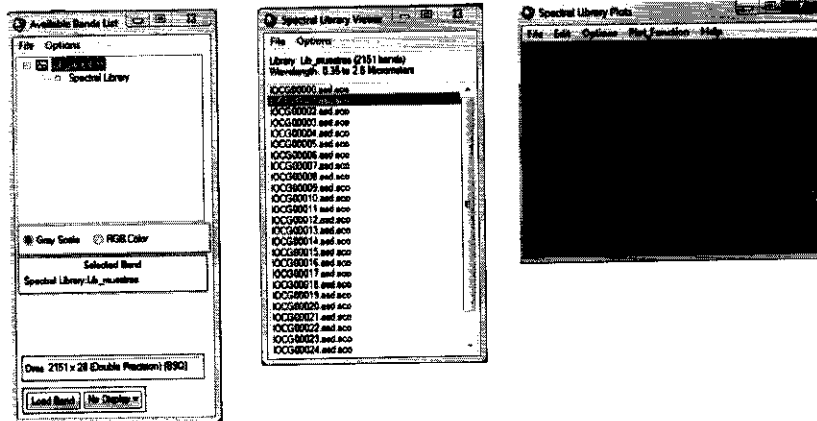 Available Bands List
File Options
Spectral Library
Gray Scale RGB Color
Selected Band
Spectral Library:Lib_muestras
Dims 2151 x 28 (Double Precision) [BSQ]
Load Band No Display
Spectral Library Viewer
File Options
Library: Lib_muestras (2151 bands)
Wavelength: 0.35 to 2.5 Micrometers
IOCG00000.asd.sco
IOCG00002.asd.sco
IOCG00003.asd.sco
IOCG00004.asd.sco
IOCG00005.asd.sco
IOCG00006.asd.sco
IOCG00007.asd.sco
IOCG00008.asd.sco
IOCG00009.asd.sco
IOCG00010.asd.sco
IOCG00011.asd.sco
IOCG00012.asd.sco
IOCG00013.asd.sco
IOCG00014.asd.sco
IOCG00015.asd.sco
IOCG00016.asd.sco
IOCG00017.asd.sco
IOCG00018.asd.sco
IOCG00019.asd.sco
IOCG00020.asd.sco
IOCG00021.asd.sco
IOCG00022.asd.sco
IOCG00023.asd.sco
IOCG00024.asd.sco
Spectral Library Plots
File Edit Options Plot_Function Help